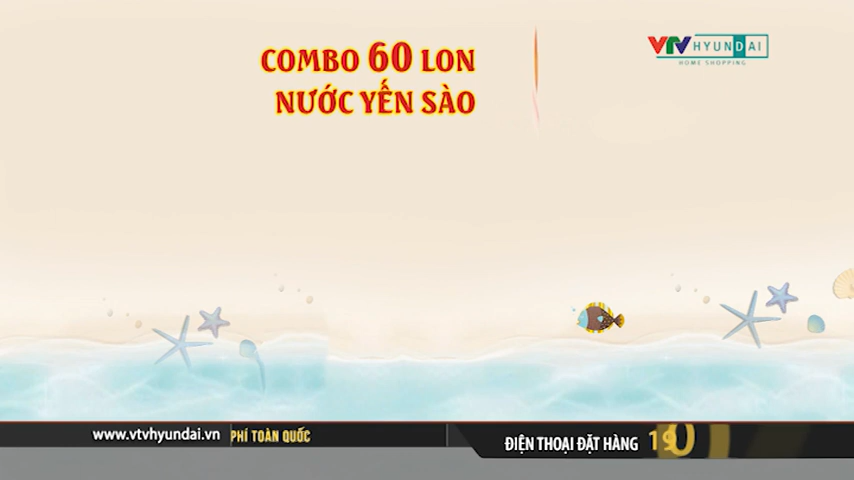 COMBO 60 LON
NƯỚC YẾN SÀO
VTV HYUNDAI
HOME SHOPPING
www.vtvhyundai.vn
PHÍ TOÀN QUỐC
ĐIỆN THOẠI ĐẶT HÀNG